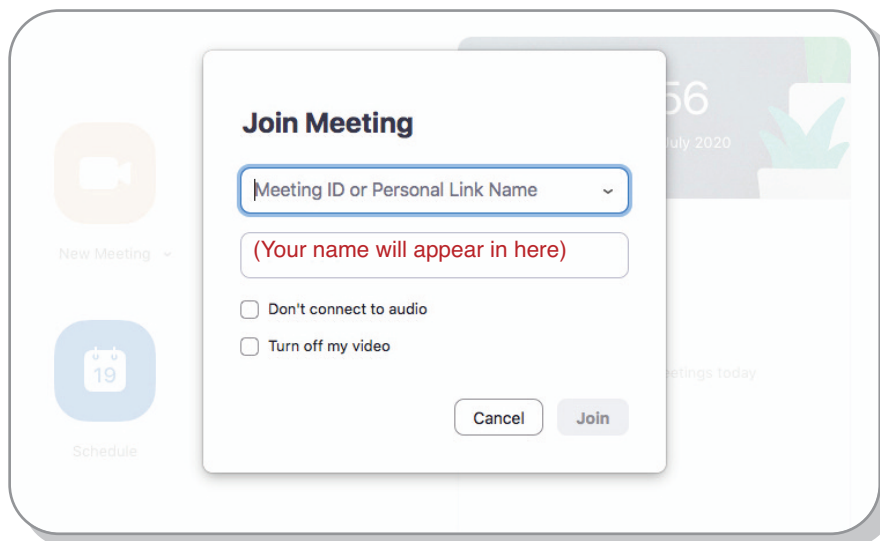 56
July 2020
Join Meeting
Meeting ID or Personal Link Name
(Your name will appear in here)
New Meeting
Don't connect to audio
Turn off my video
19
today
Cancel
Join
Schedule